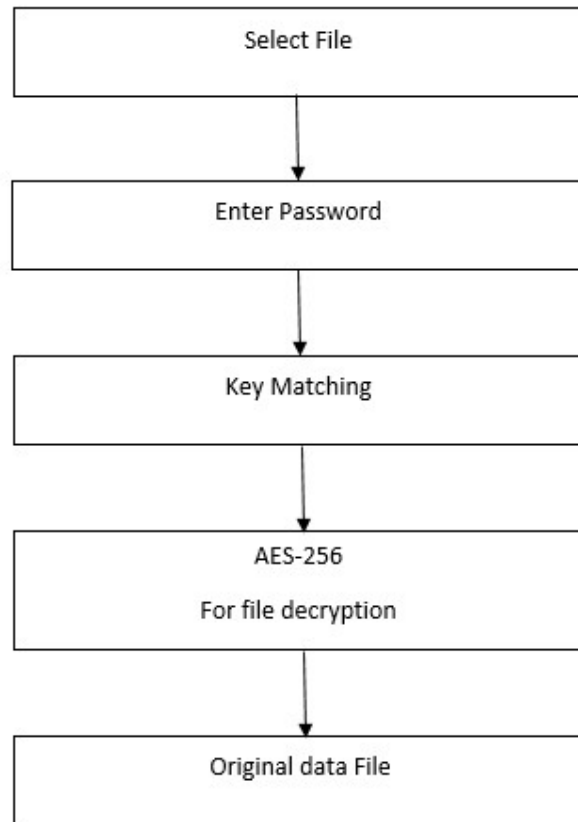 Select File
Enter Password
Key Matching
AES-256
For file decryption
Original data File